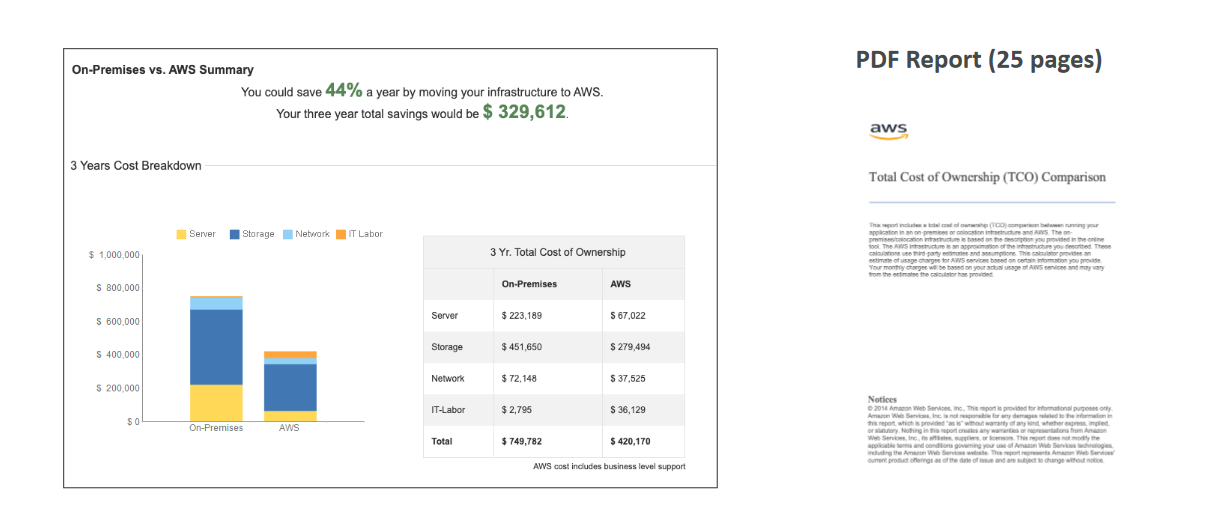 On-Premises vs. AWS Summary
You could save 44% a year by moving your infrastructure to AWS.
Your three year total savings would be $ 329,612.
3 Years Cost Breakdown
Server Storage Network IT Labor
$ 1,000,000
$ 800,000
$ 600,000
$ 400,000
$ 200,000
$ 0
On-Premises AWS
3 Yr. Total Cost of Ownership
On-Premises AWS
Server $ 223,189 $ 67,022
Storage $ 451,650 $ 279,494
Network $ 72,148 $ 37,525
IT-Labor $ 2,795 $ 36,129
Total $ 749,782 $ 420,170
AWS cost includes business level support
PDF Report (25 pages)
aws
Total Cost of Ownership (TCO) Comparison
This report includes a total cost of ownership (TCO) comparison between running your
application in an on-premises or colocation infrastructure and AWS. The on-
premises/colocation infrastructure is based on the description you provided in the online
tool. The AWS infrastructure is an approximation of the infrastructure you described. These
calculations use third-party estimates and assumptions. This calculator provides an
estimate of usage charges for AWS services based on certain information you provide.
Your monthly charges will be based on your actual usage of AWS services and may vary
from the estimates the calculator has provided.
Notices
© 2014 Amazon Web Services, Inc., This report is provided for informational purposes only.
Amazon Web Services, Inc. is not responsible for any damages related to the information in
this report, which is provided "as is" without warranty of any kind, whether express, implied,
or statutory. Nothing in this report creates any warranties or representations from Amazon
Web Services, Inc., its affiliates, suppliers, or licensors. This report does not modify the
applicable terms and conditions governing your use of Amazon Web Services technologies,
including the Amazon Web Services website. This report represents Amazon Web Services'
current product offerings as of the date of issue and are subject to change without notice.